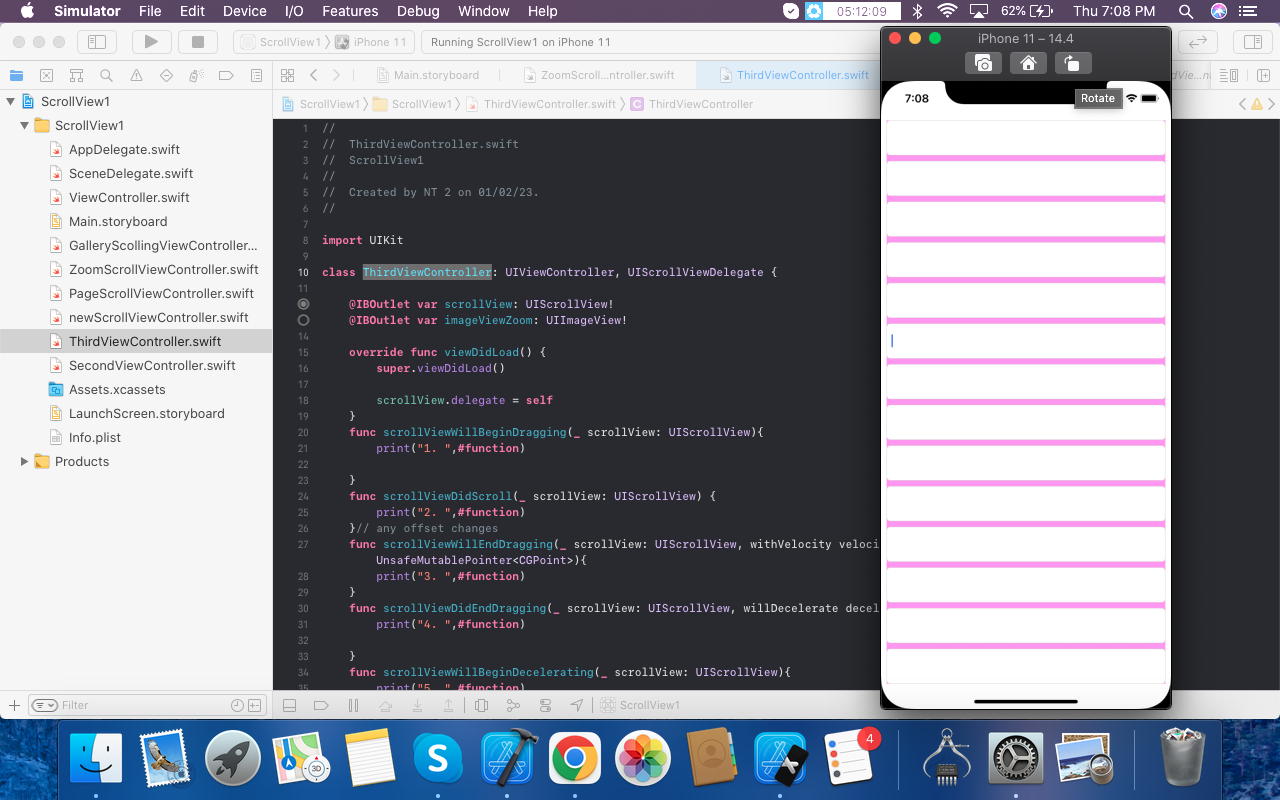 Simulator File Edit Device I/O Features Debug Window Help 05:12:09 62% Thu 7:08 PM
ScrollView1 〉 iPhone 11
Running ScrollView1 on iPhone 11
iPhone 11 – 14.4
Main.storyboard
ZoomScroll...ntroller.swift
ThirdViewController.swift
ScrollView1 〉 ScrollView1 〉 ThirdViewController.swift 〉 C ThirdViewController
ScrollView1
ScrollView1
AppDelegate.swift
SceneDelegate.swift
ViewController.swift
Main.storyboard
GalleryScollingViewController...
ZoomScrollViewController.swift
PageScrollViewController.swift
newScrollViewController.swift
ThirdViewController.swift
SecondViewController.swift
Assets.xcassets
LaunchScreen.storyboard
Info.plist
Products
Filter
1 //
2 //  ThirdViewController.swift
3 //  ScrollView1
4 //
5 //  Created by NT 2 on 01/02/23.
6 //
7
8 import UIKit
9
10 class ThirdViewController: UIViewController, UIScrollViewDelegate {
11
@IBOutlet var scrollView: UIScrollView!
@IBOutlet var imageViewZoom: UIImageView!
14
15 override func viewDidLoad() {
16 super.viewDidLoad()
17
18 scrollView.delegate = self
19 }
20 func scrollViewWillBeginDragging(_ scrollView: UIScrollView){
21 print("1. ",#function)
22
23 }
24 func scrollViewDidScroll(_ scrollView: UIScrollView) {
25 print("2. ",#function)
26 }// any offset changes
27 func scrollViewWillEndDragging(_ scrollView: UIScrollView, withVelocity veloci
UnsafeMutablePointer<CGPoint>){
28 print("3. ",#function)
29 }
30 func scrollViewDidEndDragging(_ scrollView: UIScrollView, willDecelerate decel
31 print("4. ",#function)
32
33 }
34 func scrollViewWillBeginDecelerating(_ scrollView: UIScrollView){
35 print("5. ",#function)
ScrollView1
7:08
Rotate
3D
4